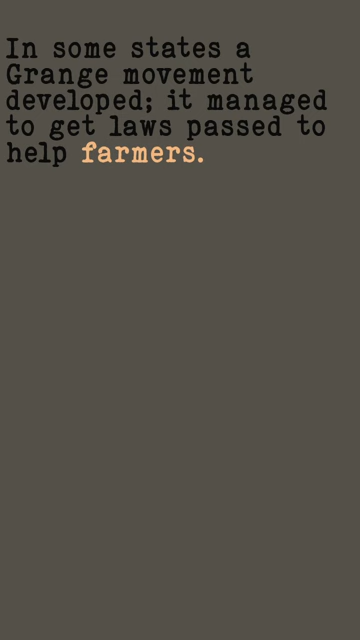 In some states a
Grange movement
developed; it managed
to get laws passed to
help farmers.